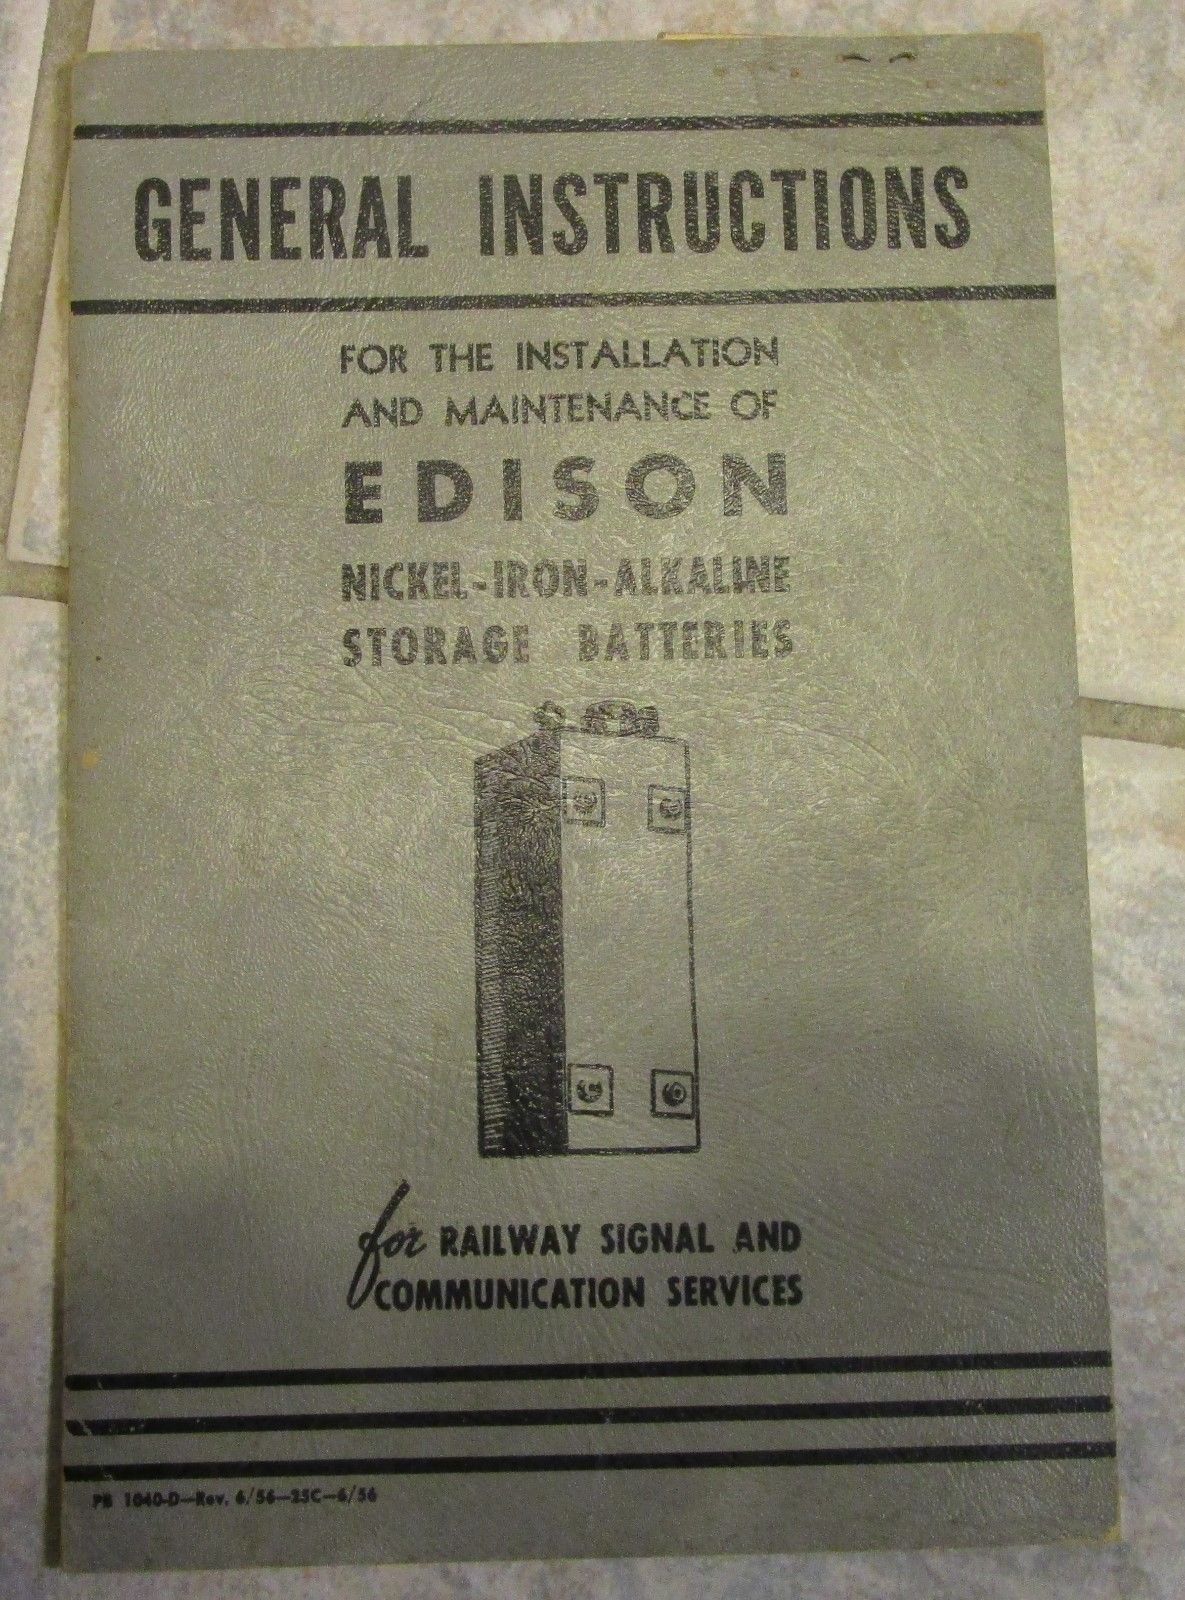 GENERAL INSTRUCTIONS
FOR THE INSTALLATION
AND MAINTENANCE OF
EDISON
NICKEL-IRON-ALKALINE
STORAGE BATTERIES
for RAILWAY SIGNAL AND
COMMUNICATION SERVICES
PB 1040-D—Rev. 6/56—25C—6/56